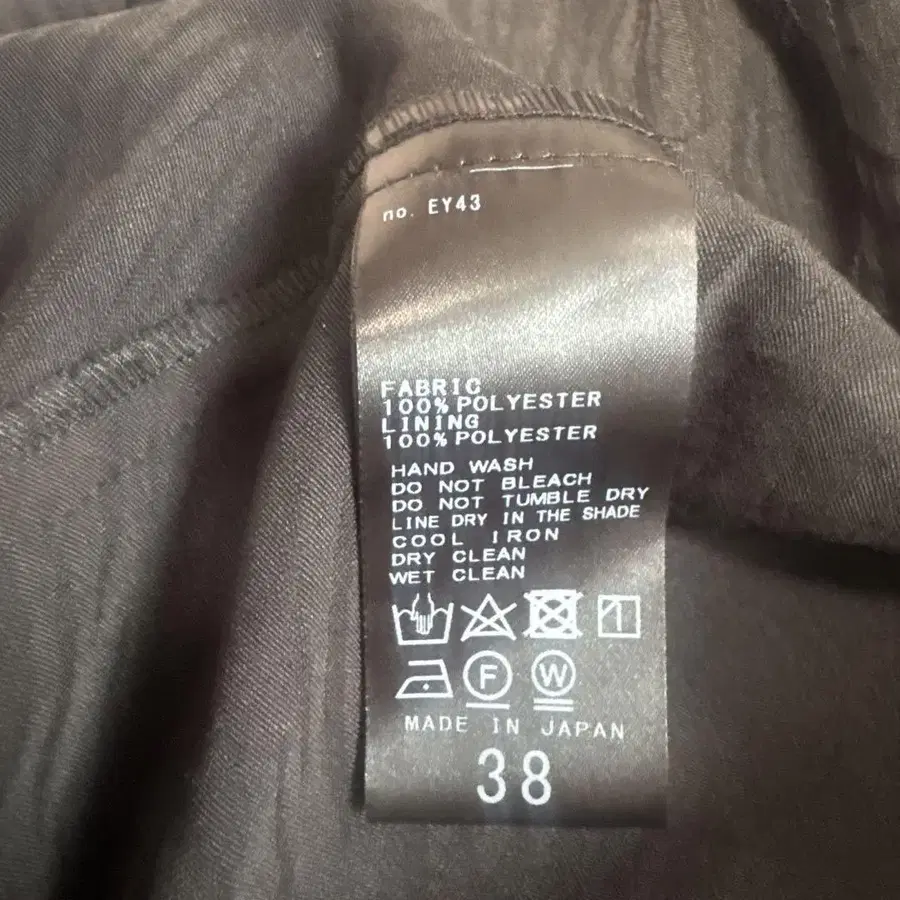 no. EY43
FABRIC
100% POLYESTER
LINING
100% POLYESTER
HAND WASH
DO NOT BLEACH
DO NOT TUMBLE DRY
LINE DRY IN THE SHADE
COOL IRON
DRY CLEAN
WET CLEAN
F W
MADE IN JAPAN
38